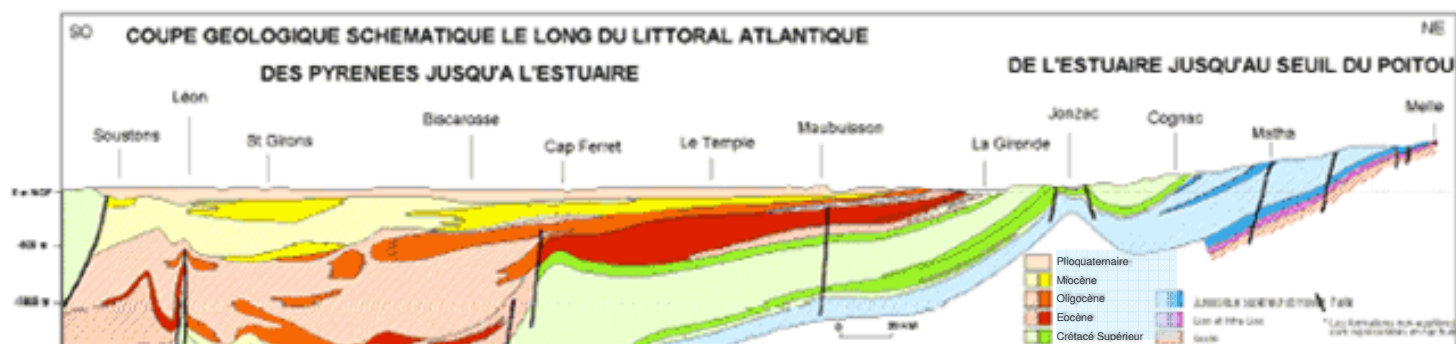 SO
NE
COUPE GEOLOGIQUE SCHEMATIQUE LE LONG DU LITTORAL ATLANTIQUE
DES PYRENEES JUSQU'A L'ESTUAIRE
DE L'ESTUAIRE JUSQU'AU SEUIL DU POITOU
Léon
Soustons
St Girons
Biscarosse
Cap Ferret
Le Temple
Maubuisson
La Gironde
Jonzac
Cognac
Matha
Melle
Plioquaternaire
Miocène
Oligocène
Eocène
Crétacé Supérieur